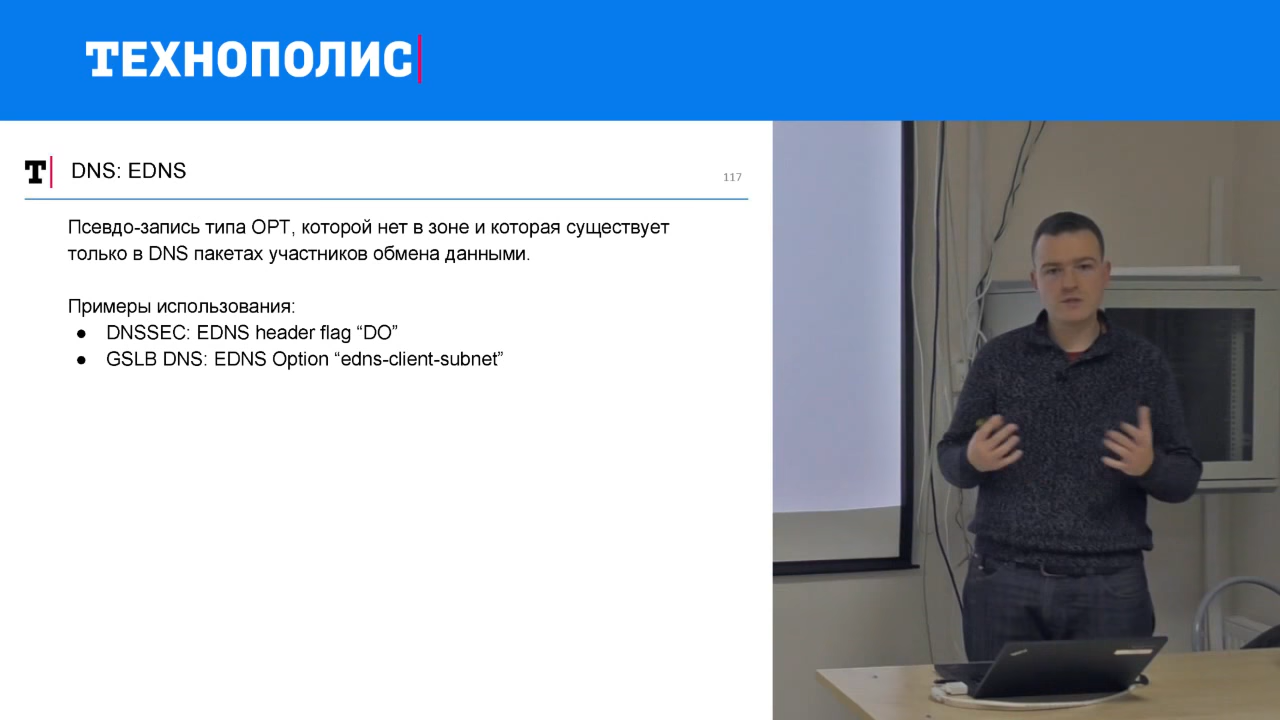 ТЕХНОПОЛИС
Т
DNS: EDNS
117
Псевдо-запись типа OPT, которой нет в зоне и которая существует
только в DNS пакетах участников обмена данными.
Примеры использования:
● DNSSEC: EDNS header flag “DO”
● GSLB DNS: EDNS Option “edns-client-subnet”